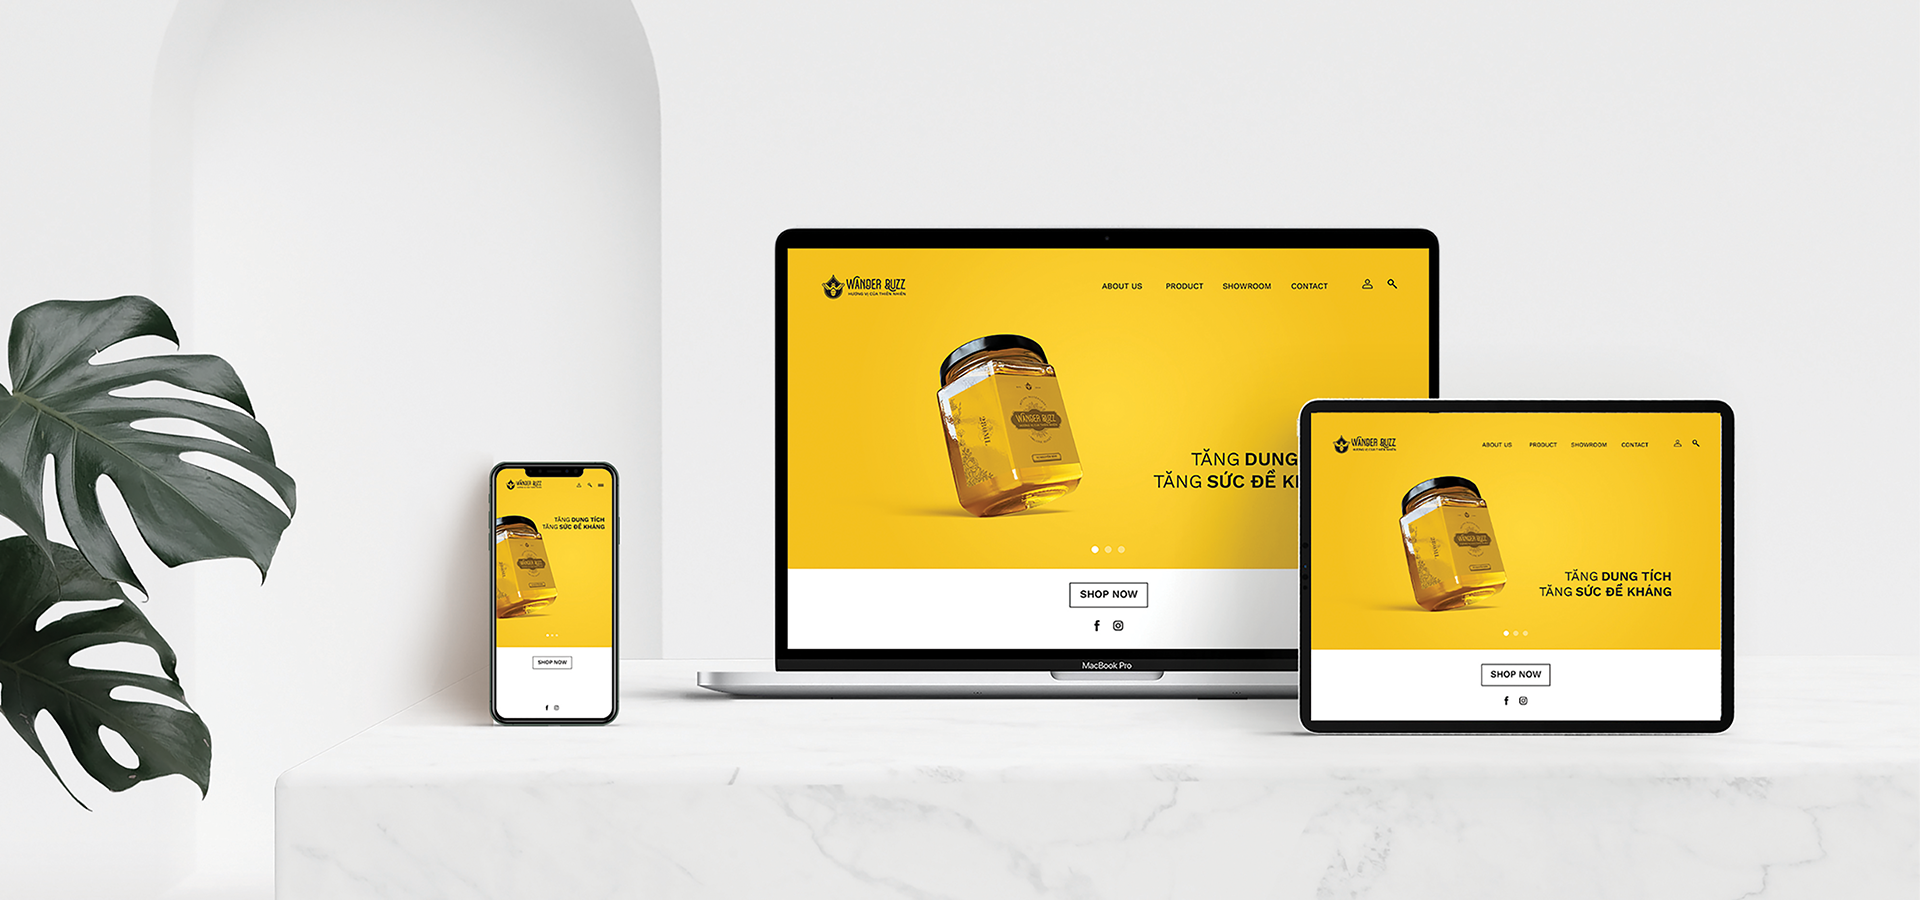 WANDER BUZZ
HƯƠNG VỊ CỦA THIÊN NHIÊN
TĂNG DUNG TÍCH
TĂNG SỨC ĐỀ KHÁNG
SHOP NOW
WANDER BUZZ
HƯƠNG VỊ CỦA THIÊN NHIÊN
ABOUT US
PRODUCT
SHOWROOM
CONTACT
280ML
WANDER BUZZ
TĂNG DUNG
TĂNG SỨC ĐỀ
SHOP NOW
MacBook Pro
WANDER BUZZ
HƯƠNG VỊ CỦA THIÊN NHIÊN
ABOUT US
PRODUCT
SHOWROOM
CONTACT
WANDER BUZZ
TĂNG DUNG TÍCH
TĂNG SỨC ĐỀ KHÁNG
SHOP NOW